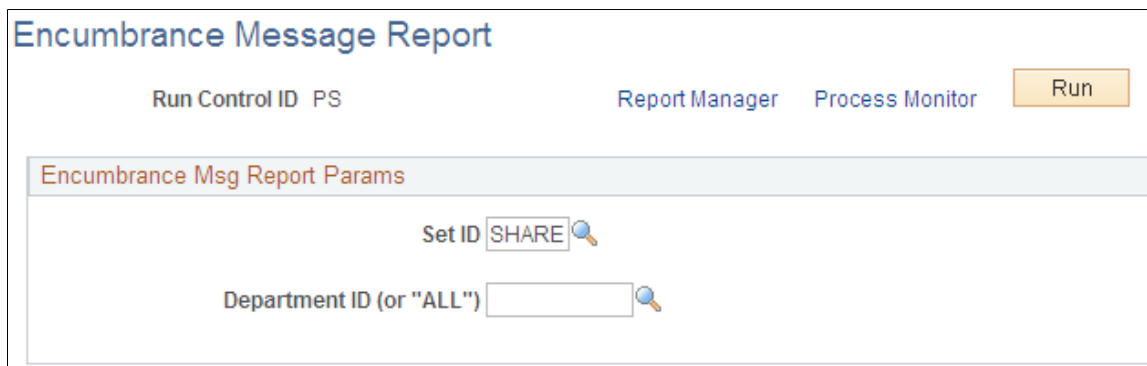 Encumbrance Message Report
Run Control ID PS Report Manager Process Monitor Run
Encumbrance Msg Report Params
Set ID SHARE
Department ID (or "ALL")